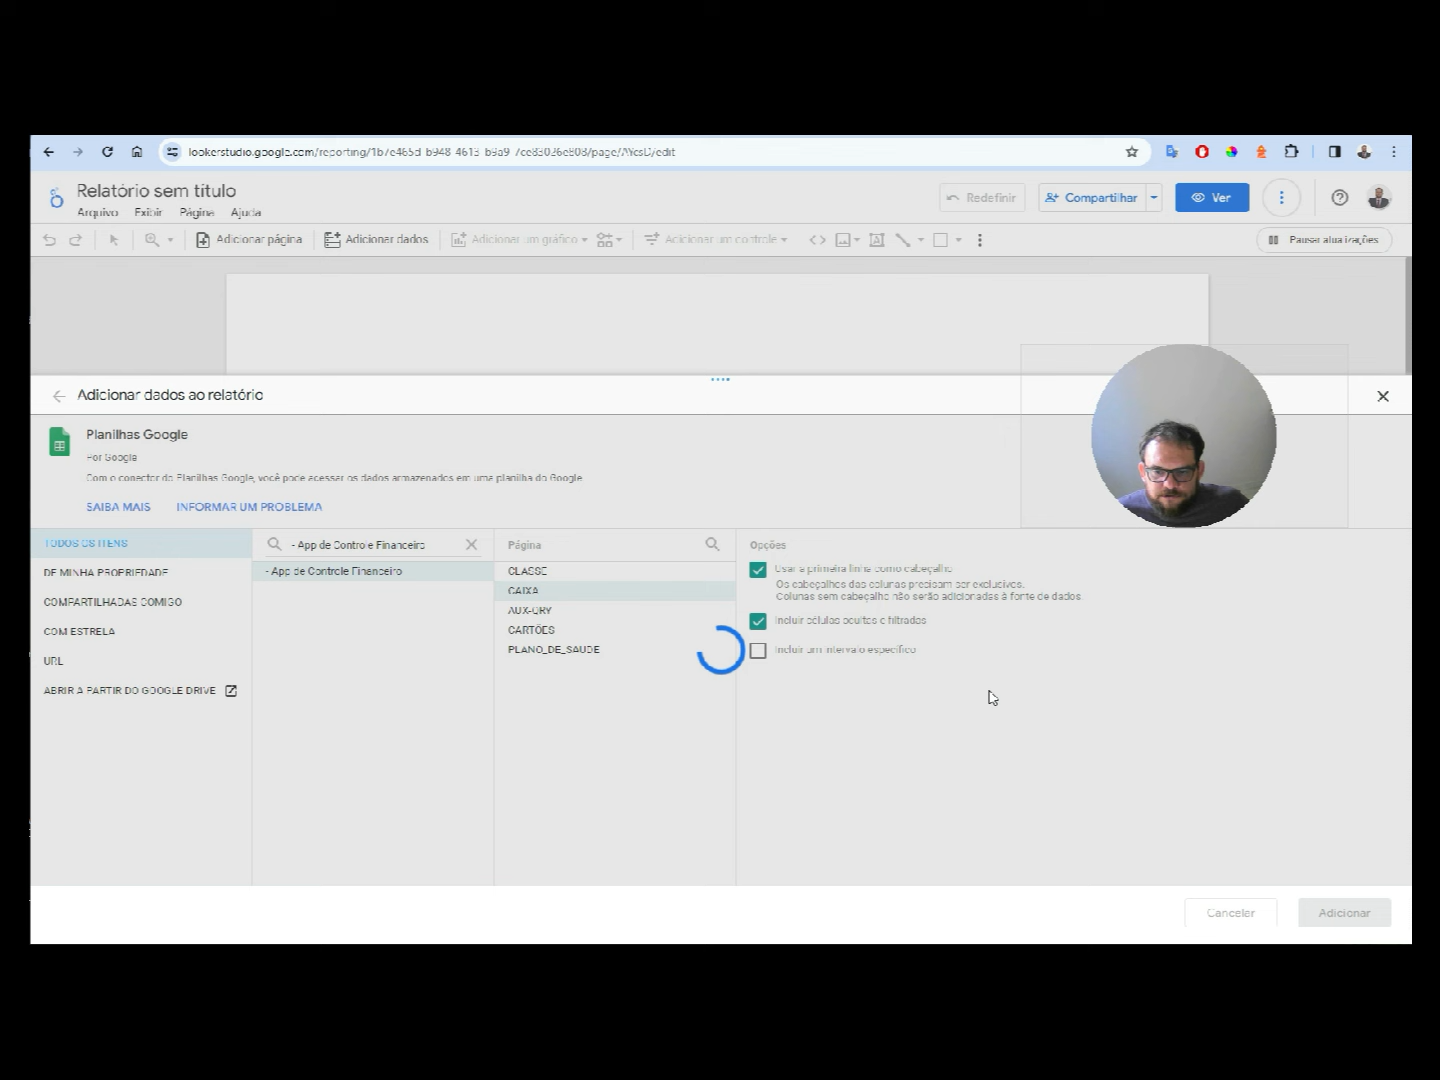 lookerstudio.google.com/reporting/1b7e465d-b948-4613-b9a9-7ce83026e808/page/AYcsD/edit
Relatório sem título
Arquivo Exibir Página Ajuda
Redefinir
Compartilhar
Ver
Adicionar página
Adicionar dados
Adicionar um gráfico
Adicionar um controle
Pausar atualizações
Adicionar dados ao relatório
Planilhas Google
Por Google
Com o conector do Planilhas Google, você pode acessar os dados armazenados em uma planilha do Google.
SAIBA MAIS INFORMAR UM PROBLEMA
TODOS OS ITENS
DE MINHA PROPRIEDADE
COMPARTILHADAS COMIGO
COM ESTRELA
URL
ABRIR A PARTIR DO GOOGLE DRIVE
- App de Controle Financeiro
- App de Controle Financeiro
Página
CLASSE
CAIXA
AUX-QRY
CARTÕES
PLANO_DE_SAUDE
Opções
Usar a primeira linha como cabeçalho
Os cabeçalhos das colunas precisam ser exclusivos.
Colunas sem cabeçalho não serão adicionadas à fonte de dados.
Incluir células ocultas e filtradas
Incluir um intervalo específico
Cancelar
Adicionar